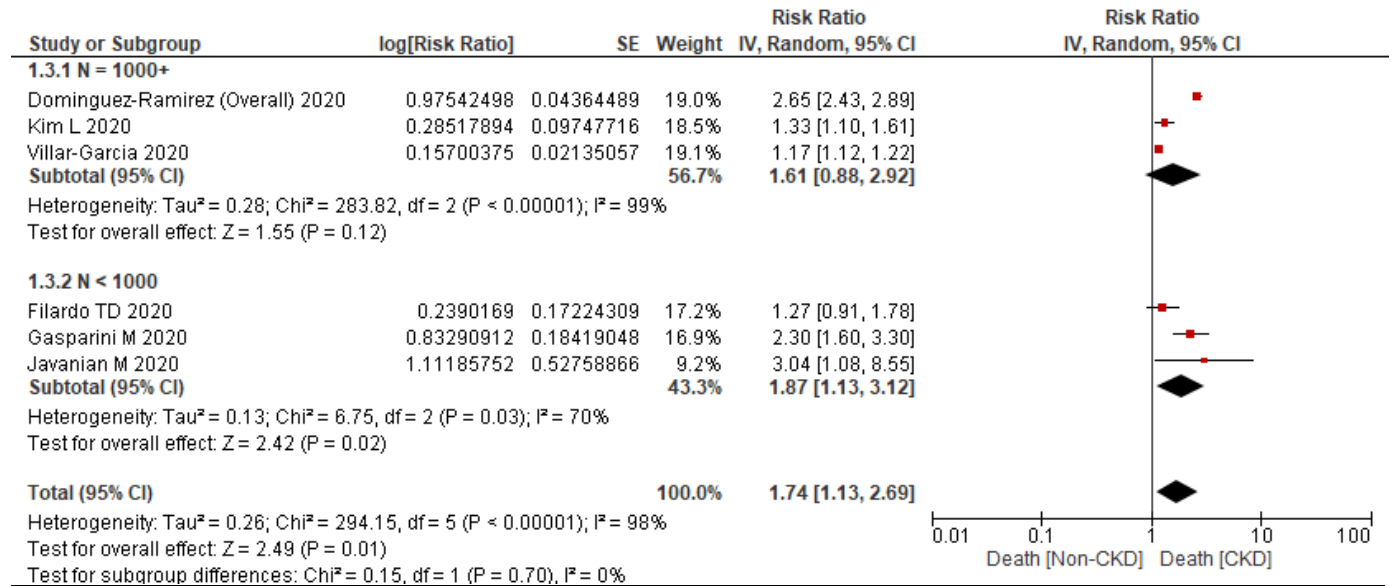 Risk Ratio Risk Ratio
Study or Subgroup log[Risk Ratio] SE Weight IV, Random, 95% CI IV, Random, 95% CI
1.3.1 N = 1000+
Dominguez-Ramirez (Overall) 2020 0.97542498 0.04364489 19.0% 2.65 [2.43, 2.89]
Kim L 2020 0.28517894 0.09747716 18.5% 1.33 [1.10, 1.61]
Villar-Garcia 2020 0.15700375 0.02135057 19.1% 1.17 [1.12, 1.22]
Subtotal (95% CI) 56.7% 1.61 [0.88, 2.92]
Heterogeneity: Tau² = 0.28; Chi² = 283.82, df = 2 (P < 0.00001); I² = 99%
Test for overall effect: Z = 1.55 (P = 0.12)
1.3.2 N < 1000
Filardo TD 2020 0.2390169 0.17224309 17.2% 1.27 [0.91, 1.78]
Gasparini M 2020 0.83290912 0.18419048 16.9% 2.30 [1.60, 3.30]
Javanian M 2020 1.11185752 0.52758866 9.2% 3.04 [1.08, 8.55]
Subtotal (95% CI) 43.3% 1.87 [1.13, 3.12]
Heterogeneity: Tau² = 0.13; Chi² = 6.75, df = 2 (P = 0.03); I² = 70%
Test for overall effect: Z = 2.42 (P = 0.02)
Total (95% CI) 100.0% 1.74 [1.13, 2.69]
Heterogeneity: Tau² = 0.26; Chi² = 294.15, df = 5 (P < 0.00001); I² = 98%
Test for overall effect: Z = 2.49 (P = 0.01)
Test for subgroup differences: Chi² = 0.15, df = 1 (P = 0.70), I² = 0%
0.01 0.1 1 10 100
Death [Non-CKD] Death [CKD]